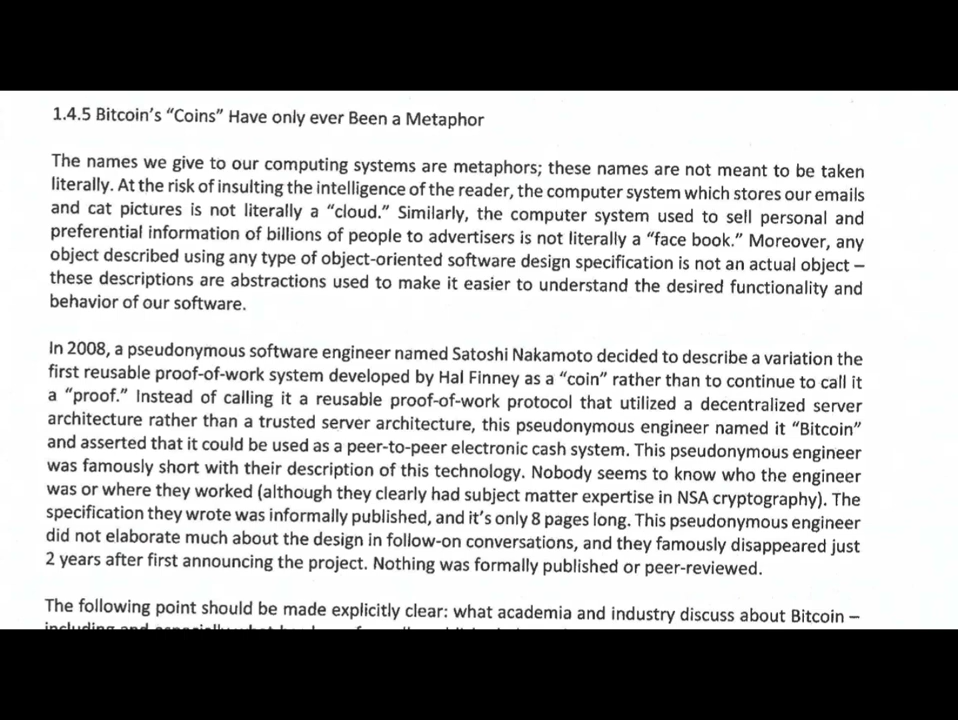 1.4.5 Bitcoin's “Coins” Have only ever Been a Metaphor
The names we give to our computing systems are metaphors; these names are not meant to be taken
literally. At the risk of insulting the intelligence of the reader, the computer system which stores our emails
and cat pictures is not literally a “cloud.” Similarly, the computer system used to sell personal and
preferential information of billions of people to advertisers is not literally a “face book.” Moreover, any
object described using any type of object-oriented software design specification is not an actual object –
these descriptions are abstractions used to make it easier to understand the desired functionality and
behavior of our software.
In 2008, a pseudonymous software engineer named Satoshi Nakamoto decided to describe a variation the
first reusable proof-of-work system developed by Hal Finney as a “coin” rather than to continue to call it
a “proof.” Instead of calling it a reusable proof-of-work protocol that utilized a decentralized server
architecture rather than a trusted server architecture, this pseudonymous engineer named it “Bitcoin”
and asserted that it could be used as a peer-to-peer electronic cash system. This pseudonymous engineer
was famously short with their description of this technology. Nobody seems to know who the engineer
was or where they worked (although they clearly had subject matter expertise in NSA cryptography). The
specification they wrote was informally published, and it's only 8 pages long. This pseudonymous engineer
did not elaborate much about the design in follow-on conversations, and they famously disappeared just
2 years after first announcing the project. Nothing was formally published or peer-reviewed.
The following point should be made explicitly clear: what academia and industry discuss about Bitcoin –